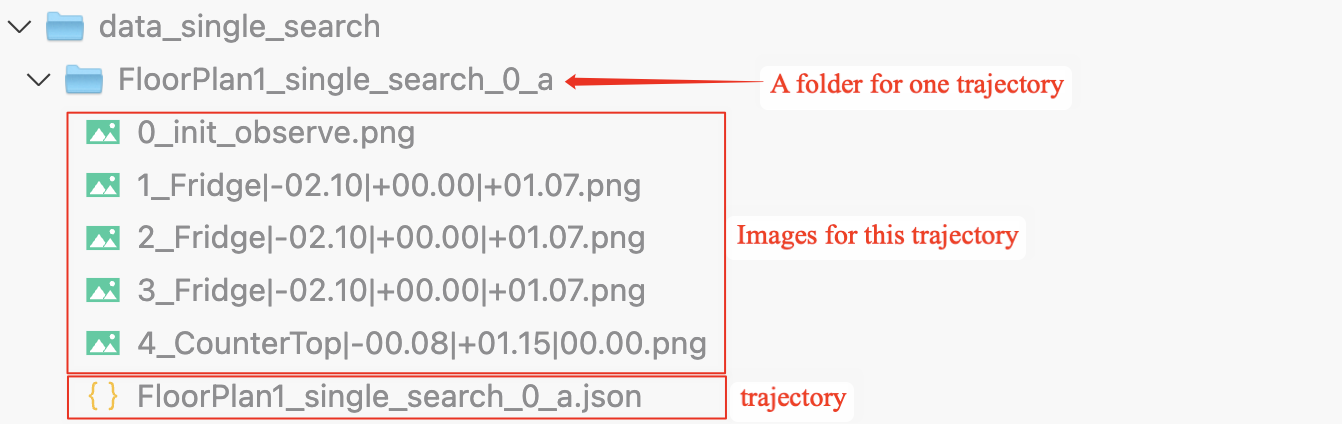 data_single_search
FloorPlan1_single_search_0_a
A folder for one trajectory
0_init_observe.png
1_Fridge|-02.10|+00.00|+01.07.png
2_Fridge|-02.10|+00.00|+01.07.png
Images for this trajectory
3_Fridge|-02.10|+00.00|+01.07.png
4_CounterTop|-00.08|+01.15|00.00.png
{ } FloorPlan1_single_search_0_a.json
trajectory